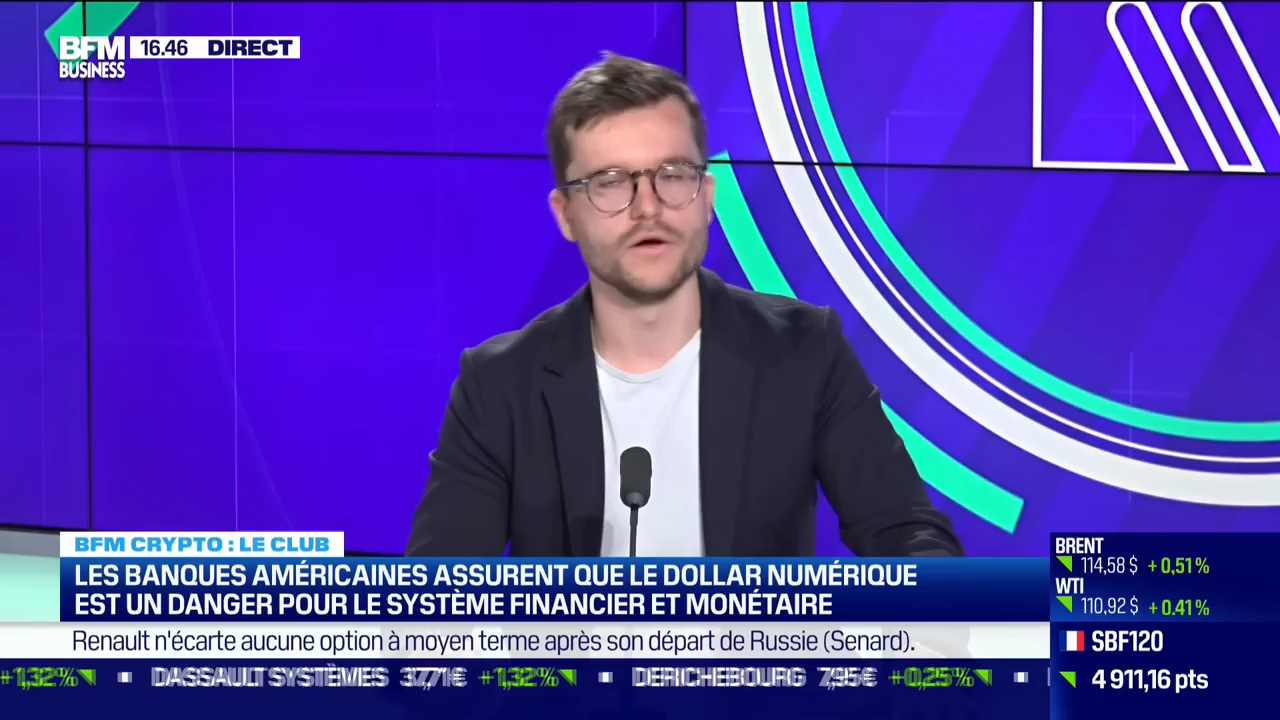 BFM
BUSINESS
16.46 DIRECT
BFM CRYPTO : LE CLUB
LES BANQUES AMÉRICAINES ASSURENT QUE LE DOLLAR NUMÉRIQUE
EST UN DANGER POUR LE SYSTÈME FINANCIER ET MONÉTAIRE
Renault n'écarte aucune option à moyen terme après son départ de Russie (Senard).
BRENT
114,58 $ + 0,51 %
WTI
110,92 $ + 0.41 %
SBF120
4 911,16 pts
+1,32% DASSAULT SYSTÈMES 37,71€ +1,32% DERICHEBOURG 7,95€ +0,25%